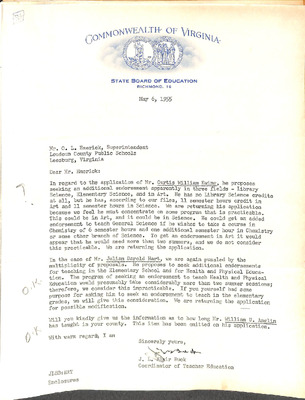 COMMONWEALTH OF VIRGINIA
STATE BOARD OF EDUCATION
RICHMOND, 16
May 6, 1955
Mr. O. L. Emerick, Superintendent
Loudoun County Public Schools
Leesburg, Virginia
Dear Mr. Emerick:
In regard to the application of Mr. Curtis William he proposes
seeking an additional endorsement apparently in three fields - Library
Science, Elementary Science, and in Art. He has no Library Science credits
at all, but he has, according to our files, 11 semester hours credit in
Art and 11 semester hours in Science. We are returning his application
because we feel he must concentrate on some program that is practicable.
This could be in Art, and it could be in Science. He could get an added
endorsement to teach General Science if he wishes to take a course in
Chemistry of 6 semester hours and one additional semester hour in Chemistry
or some other branch of Science. To get an endorsement in Art it would
appear that he would need more than two summers, and we do not consider
this practicable. We are returning the application.
In the case of Mr. Julian Harold we are again puzzled by the
multiplicity of proposals. He proposes to seek additional endorsements
for teaching in the Elementary School and for Health and Physical Educa-
tion. The program of seeking an endorsement to teach Health and Physical
Education would presumably take considerably more than two summer sessions;
therefore, we consider this impracticable. If you yourself had some
purpose for asking him to seek an endorsement to teach in the elementary
grades, we will give this consideration. We are returning the application
for possible modification.
Will you kindly give us the information as to how long Mr. William U.
has taught in your county. This item has been omitted on his application.
With warm regard, I am
Sincerely yours,
J. L. Blair Buck
Coordinator of Teacher Education
Enclosures
?
O.K.
O.K.